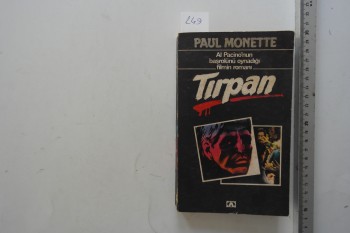 249
PAUL MONETTE
Al Pacino'nun
başrolünü oynadığı
filmin romanı
Tırpan
A